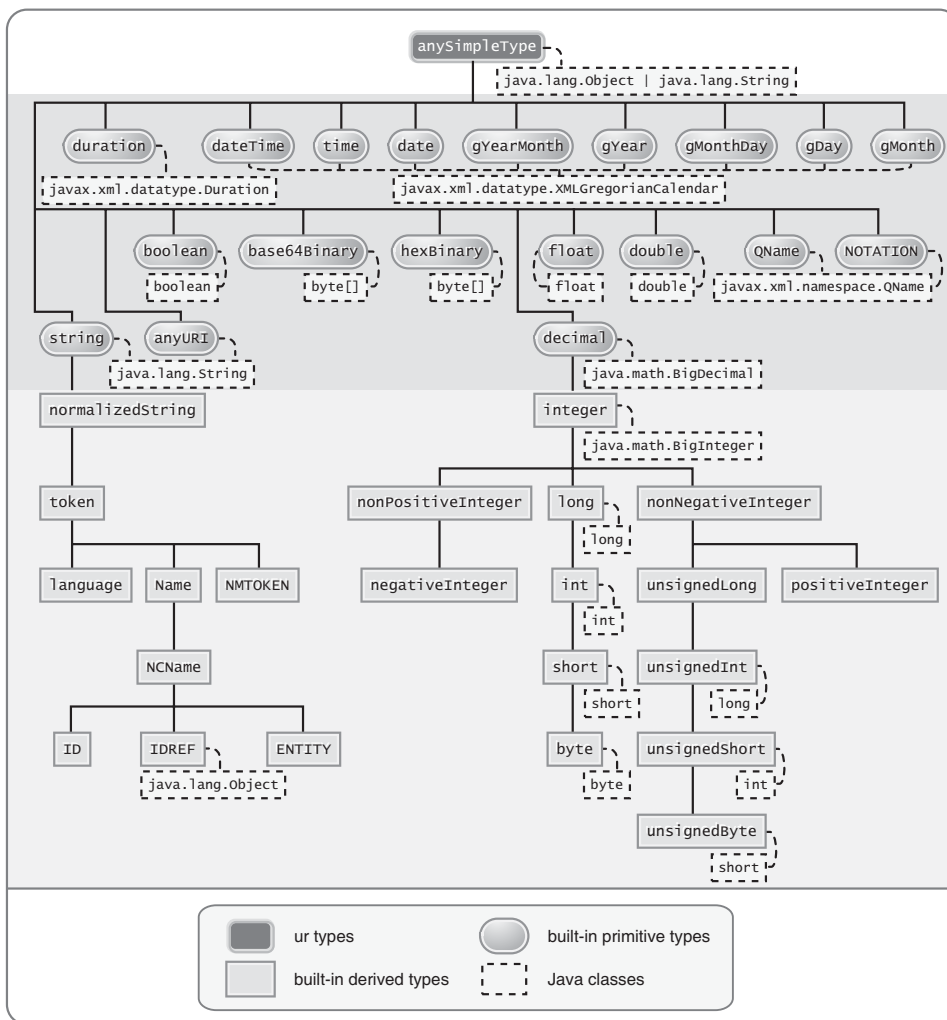 anySimpleType
java.lang.Object | java.lang.String
duration dateTime time date gYearMonth gYear gMonthDay gDay gMonth
javax.xml.datatype.Duration javax.xml.datatype.XMLGregorianCalendar
boolean base64Binary hexBinary float double QName NOTATION
boolean byte[] byte[] float double javax.xml.namespace.QName
string anyURI decimal
java.lang.String java.math.BigDecimal
normalizedString integer
java.math.BigInteger
token nonPositiveInteger long nonNegativeInteger
long
language Name NMTOKEN negativeInteger int unsignedLong positiveInteger
int
NCName short unsignedInt
short long
ID IDREF ENTITY byte unsignedShort
java.lang.Object byte int
unsignedByte
short
ur types built-in primitive types
built-in derived types Java classes